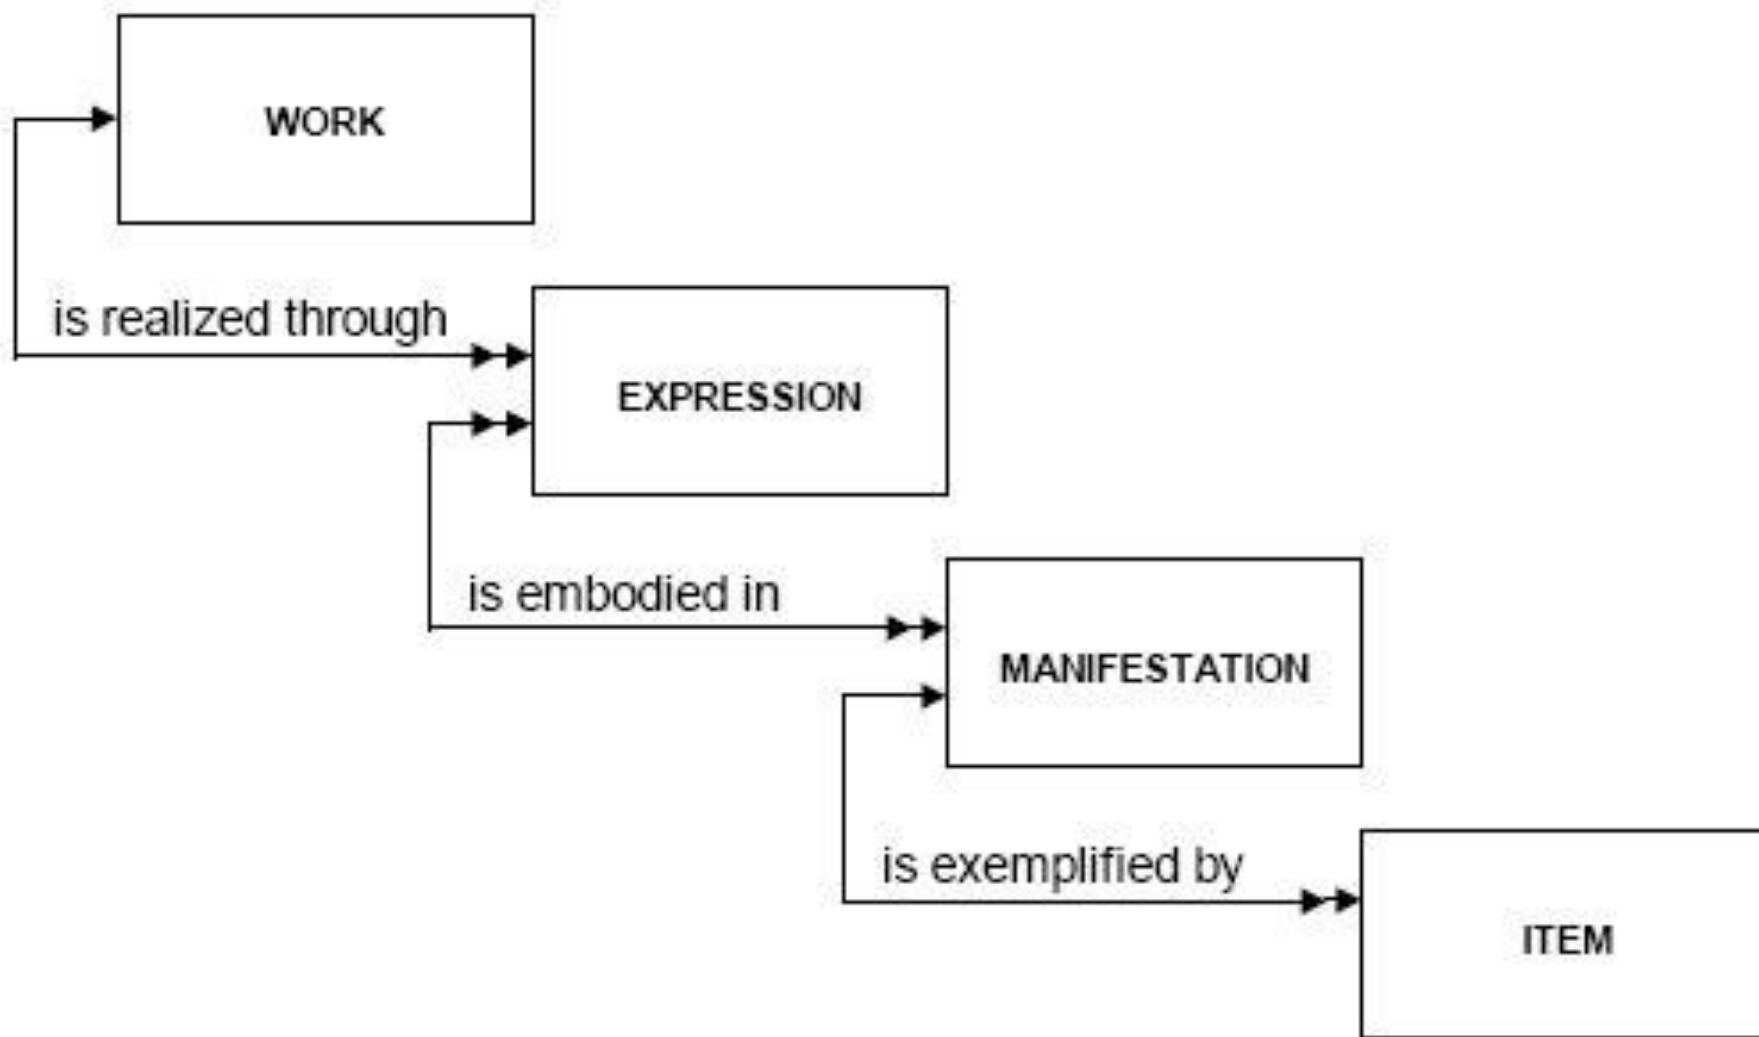 WORK
is realized through
EXPRESSION
is embodied in
MANIFESTATION
is exemplified by
ITEM